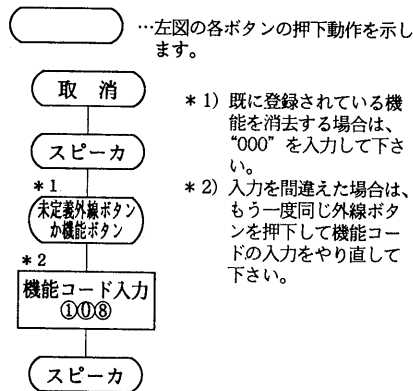 …左図の各ボタンの押下動作を示し
ます。
取 消
スピーカ
*1
未定義外線ボタン
か機能ボタン
*2
機能コード入力
①⓪⑧
スピーカ
*1) 既に登録されている機
能を消去する場合は、
“000”を入力して下さ
い。
*2) 入力を間違えた場合は、
もう一度同じ外線ボタ
ンを押下して機能コー
ドの入力をやり直して
下さい。